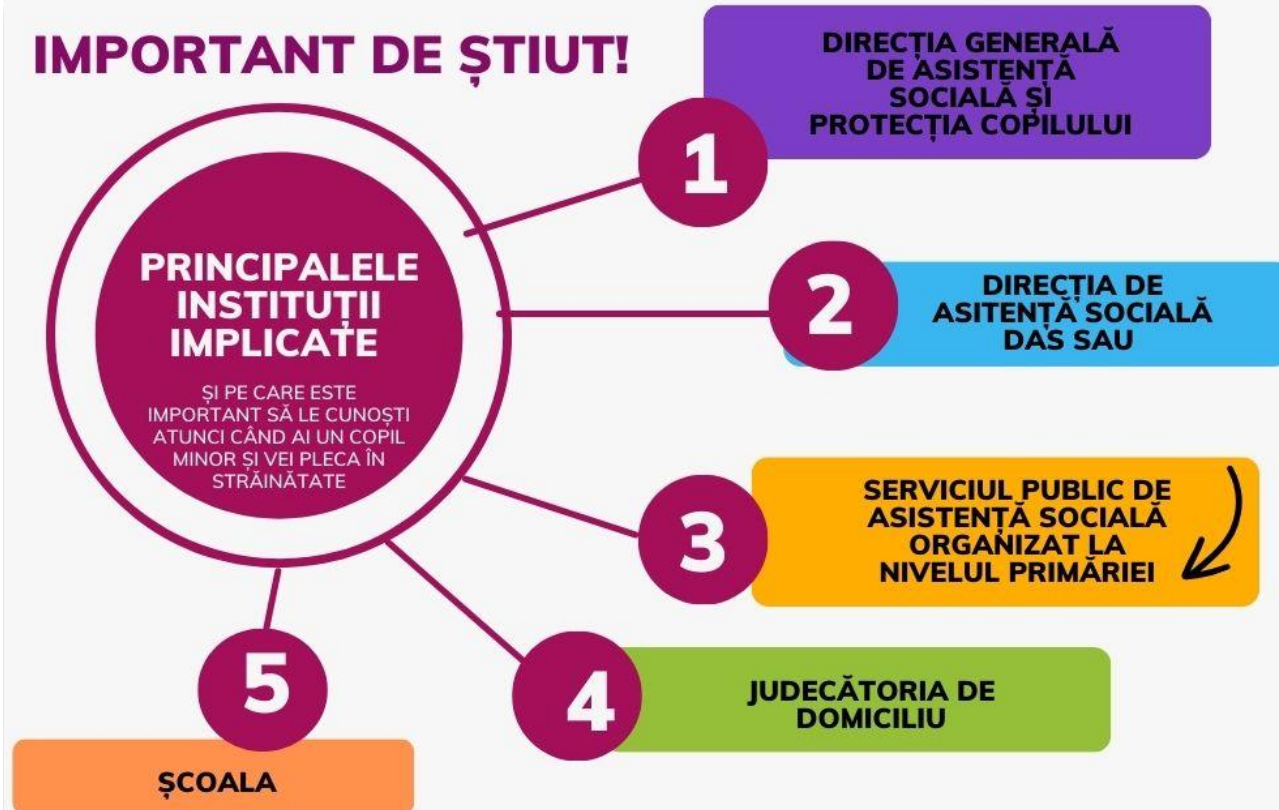 IMPORTANT DE ȘTIUT!
PRINCIPALELE
INSTITUȚII
IMPLICATE
ȘI PE CARE ESTE
IMPORTANT SĂ LE CUNOȘTI
ATUNCI CÂND AI UN COPIL
MINOR ȘI VEI PLECA ÎN
STRĂINĂTATE
1
DIRECȚIA GENERALĂ
DE ASISTENȚĂ
SOCIALĂ ȘI
PROTECȚIA COPILULUI
2
DIRECȚIA DE
ASITENȚĂ SOCIALĂ
DAS SAU
3
SERVICIUL PUBLIC DE
ASISTENȚĂ SOCIALĂ
ORGANIZAT LA
NIVELUL PRIMĂRIEI
4
JUDECĂTORIA DE
DOMICILIU
5
ȘCOALA